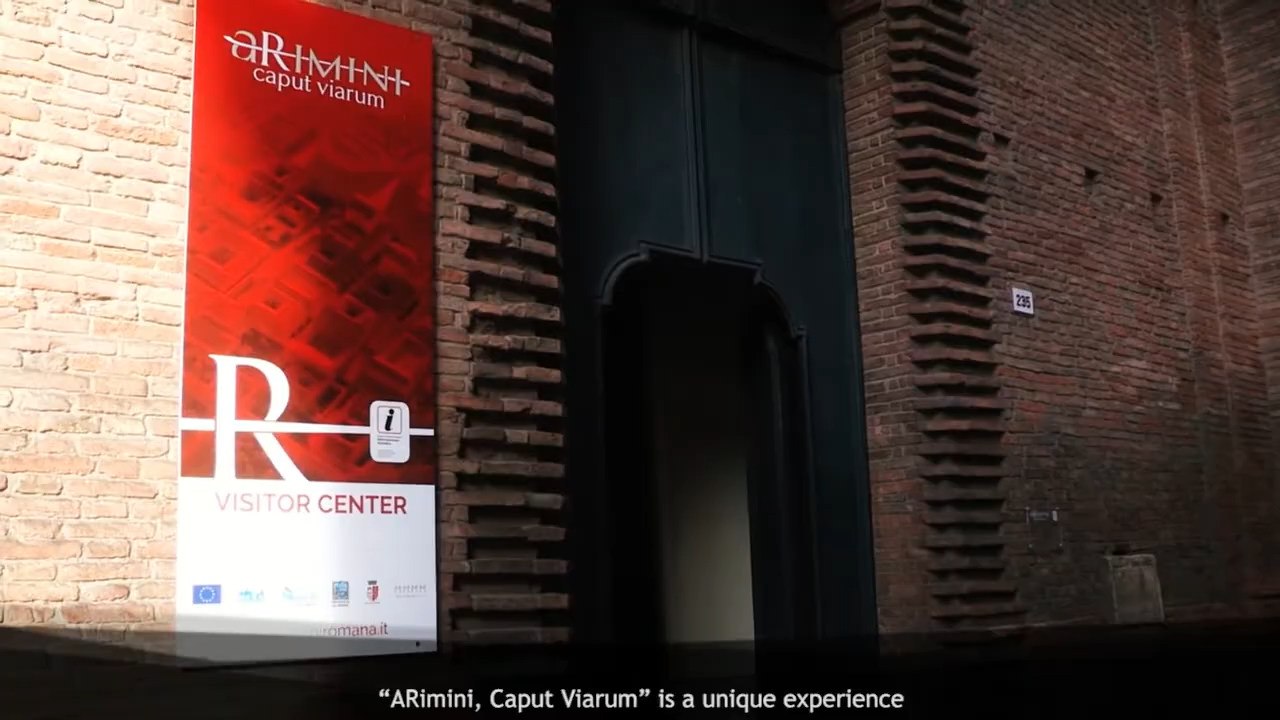 aRIMINI
caput viarum
R
i
VISITOR CENTER
235
romana.it
“ARimini, Caput Viarum” is a unique experience